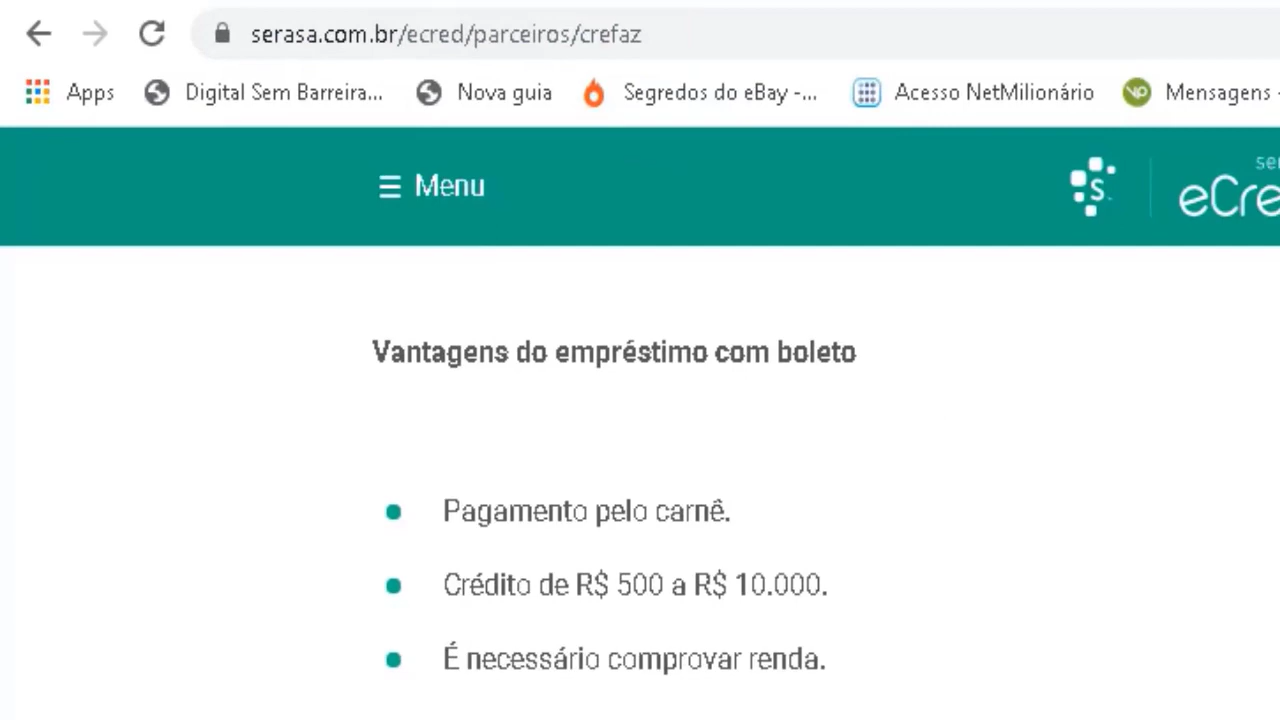 serasa.com.br/ecred/parceiros/crefaz
Apps Digital Sem Barreira... Nova guia Segredos do eBay -... Acesso NetMilionário Mensagens -
Menu
S
eCre
Vantagens do empréstimo com boleto
Pagamento pelo carnê.
Crédito de R$ 500 a R$ 10.000.
É necessário comprovar renda.